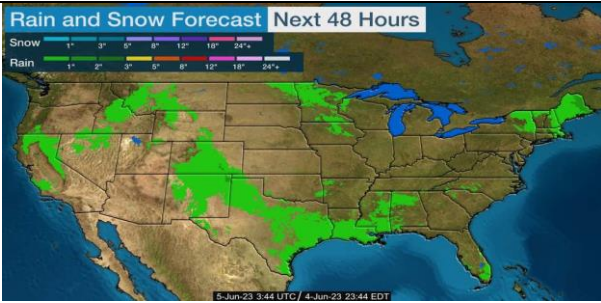 Rain and Snow Forecast Next 48 Hours
Snow
1" 3" 5" 8" 12" 18" 24"+
Rain
1" 2" 3" 5" 8" 12" 18" 24"+
5-Jun-23 3:44 UTC / 4-Jun-23 23:44 EDT